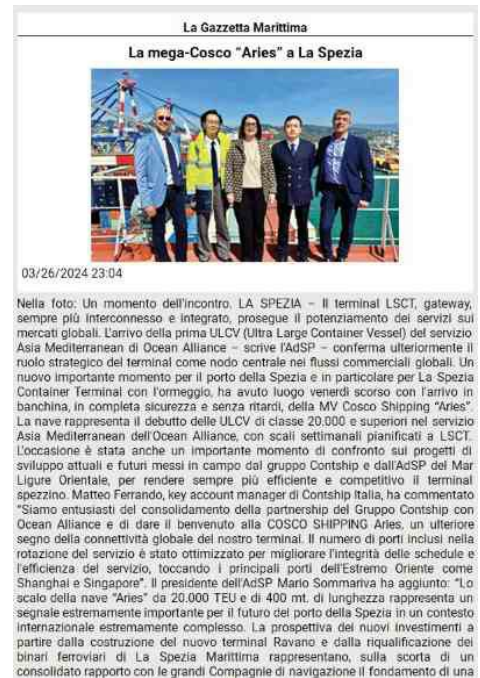 La Gazzetta Marittima
La mega-Cosco "Aries" a La Spezia
03/26/2024 23:04
Nella foto: Un momento dell'incontro. LA SPEZIA – Il terminal LSCT, gateway,
sempre più interconnesso e integrato, prosegue il potenziamento dei servizi sui
mercati globali. L'arrivo della prima ULCV (Ultra Large Container Vessel) del servizio
Asia Mediterranean di Ocean Alliance – scrive l'AdSP – conferma ulteriormente il
ruolo strategico del terminal come nodo centrale nei flussi commerciali globali. Un
nuovo importante momento per il porto della Spezia e in particolare per La Spezia
Container Terminal con l'ormeggio, ha avuto luogo venerdì scorso con l'arrivo in
banchina, in completa sicurezza e senza ritardi, della MV Cosco Shipping "Aries".
La nave rappresenta il debutto delle ULCV di classe 20.000 e superiori nel servizio
Asia Mediterranean dell'Ocean Alliance, con scali settimanali pianificati a LSCT.
L'occasione è stata anche un importante momento di confronto sui progetti di
sviluppo attuali e futuri messi in campo dal gruppo Contship e dall'AdSP del Mar
Ligure Orientale, per rendere sempre più efficiente e competitivo il terminal
spezzino. Matteo Ferrando, key account manager di Contship Italia, ha commentato
"Siamo entusiasti del consolidamento della partnership del Gruppo Contship con
Ocean Alliance e di dare il benvenuto alla COSCO SHIPPING Aries, un ulteriore
segno della connettività globale del nostro terminal. Il numero di porti inclusi nella
rotazione del servizio è stato ottimizzato per migliorare l'integrità delle schedule e
l'efficienza del servizio, toccando i principali porti dell'Estremo Oriente come
Shanghai e Singapore". Il presidente dell'AdSP Mario Sommariva ha aggiunto: "Lo
scalo della nave "Aries" da 20.000 TEU e di 400 mt. di lunghezza rappresenta un
segnale estremamente importante per il futuro del porto della Spezia in un contesto
internazionale estremamente complesso. La prospettiva dei nuovi investimenti a
partire dalla costruzione del nuovo terminal Ravano e dalla riqualificazione dei
binari ferroviari di La Spezia Marittima rappresentano, sulla scorta di un
consolidato rapporto con le grandi Compagnie di navigazione il fondamento di una